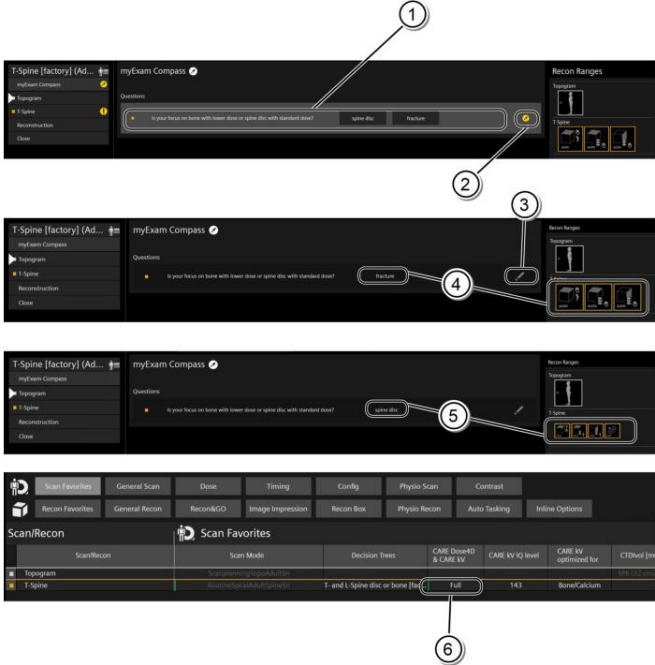 1
T-Spine [factory] (Ad...
myExam Compass
myExam Compass
Topogram
T-Spine
Reconstruction
Close
Questions
Is your focus on bone with lower dose or spine disc with standard dose?
spine disc
fracture
Recon Ranges
Topogram
T-Spine
2
3
T-Spine [factory] (Ad...
myExam Compass
myExam Compass
Topogram
T-Spine
Reconstruction
Close
Questions
Is your focus on bone with lower dose or spine disc with standard dose?
fracture
4
Recon Ranges
Topogram
T-Spine [factory] (Ad...
myExam Compass
myExam Compass
Topogram
T-Spine
Reconstruction
Close
Questions
Is your focus on bone with lower dose or spine disc with standard dose?
spine disc
5
Recon Ranges
Topogram
T-Spine
Scan Favorites
General Scan
Dose
Timing
Config
Physio Scan
Contrast
Recon Favorites
General Recon
Recon&GO
Image Impression
Recon Box
Physio Recon
Auto Tasking
Inline Options
Scan/Recon
Scan Favorites
Scan/Recon
Scan Mode
Decision Trees
CARE Dose4D
& CARE kV
CARE kV IQ level
CARE kV
optimized for
CTDIvol [m
Topogram
T-Spine
RoutineSpiralAdultSpineSn
T- and L-Spine disc or bone [fac...
Full
143
Bone/Calcium
6